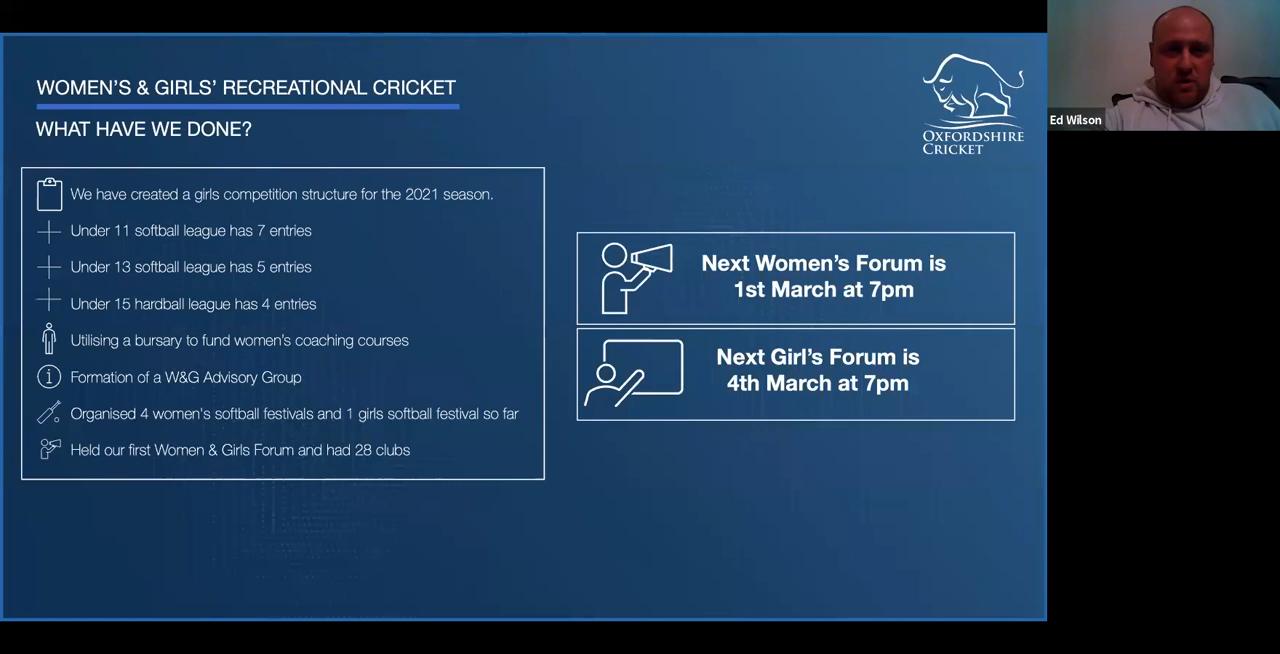 WOMEN'S & GIRLS' RECREATIONAL CRICKET
WHAT HAVE WE DONE?
We have created a girls competition structure for the 2021 season.
Under 11 softball league has 7 entries
Under 13 softball league has 5 entries
Under 15 hardball league has 4 entries
Utilising a bursary to fund women's coaching courses
Formation of a W&G Advisory Group
Organised 4 women's softball festivals and 1 girls softball festival so far
Held our first Women & Girls Forum and had 28 clubs
OXFORDSHIRE
CRICKET
Next Women's Forum is
1st March at 7pm
Next Girl's Forum is
4th March at 7pm
Ed Wilson